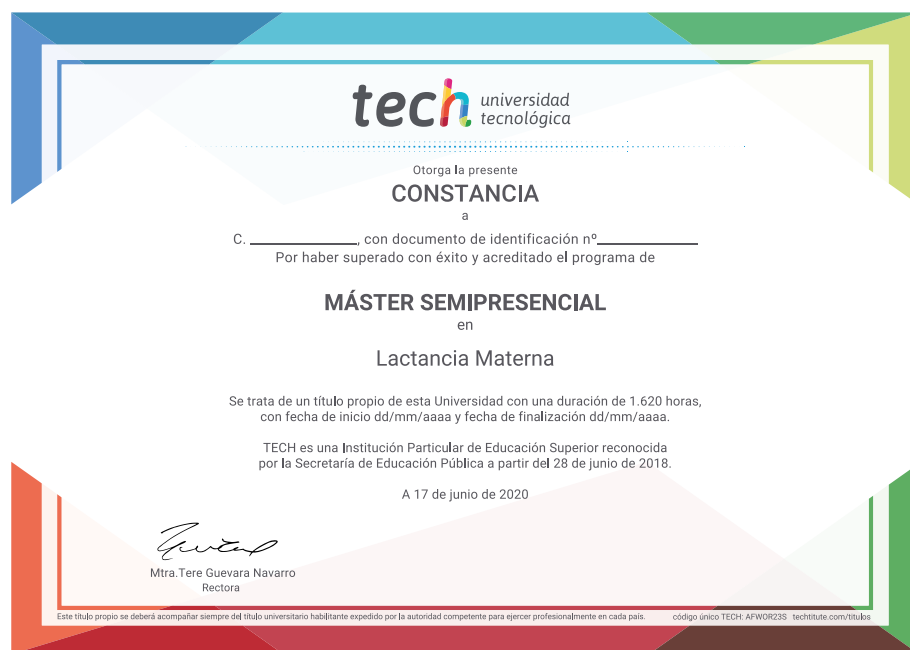 tech universidad tecnológica
Otorga la presente
CONSTANCIA
a
C. ____________, con documento de identificación nº____________
Por haber superado con éxito y acreditado el programa de
MÁSTER SEMIPRESENCIAL
en
Lactancia Materna
Se trata de un título propio de esta Universidad con una duración de 1.620 horas,
con fecha de inicio dd/mm/aaaa y fecha de finalización dd/mm/aaaa.
TECH es una Institución Particular de Educación Superior reconocida
por la Secretaría de Educación Pública a partir del 28 de junio de 2018.
A 17 de junio de 2020
Mtra.Tere Guevara Navarro
Rectora
Este título propio se deberá acompañar siempre del título universitario habilitante expedido por la autoridad competente para ejercer profesionalmente en cada país. código único TECH: AFWOR23S techtitute.com/titulos